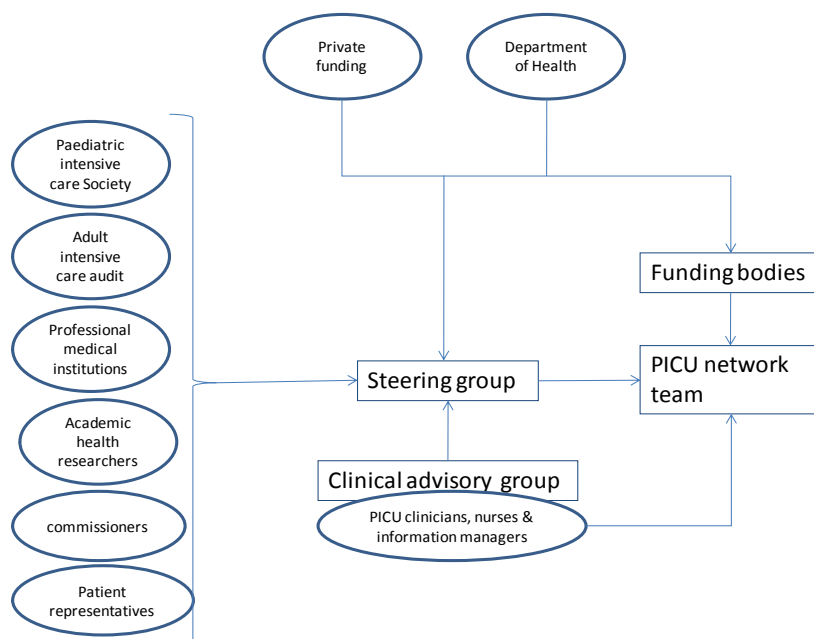 Private
funding
Department
of Health
Paediatric
intensive
care Society
Adult
intensive
care audit
Professional
medical
institutions
Academic
health
researchers
commissioners
Patient
representatives
Funding bodies
Steering group
PICU network
team
Clinical advisory group
PICU clinicians, nurses &
information managers